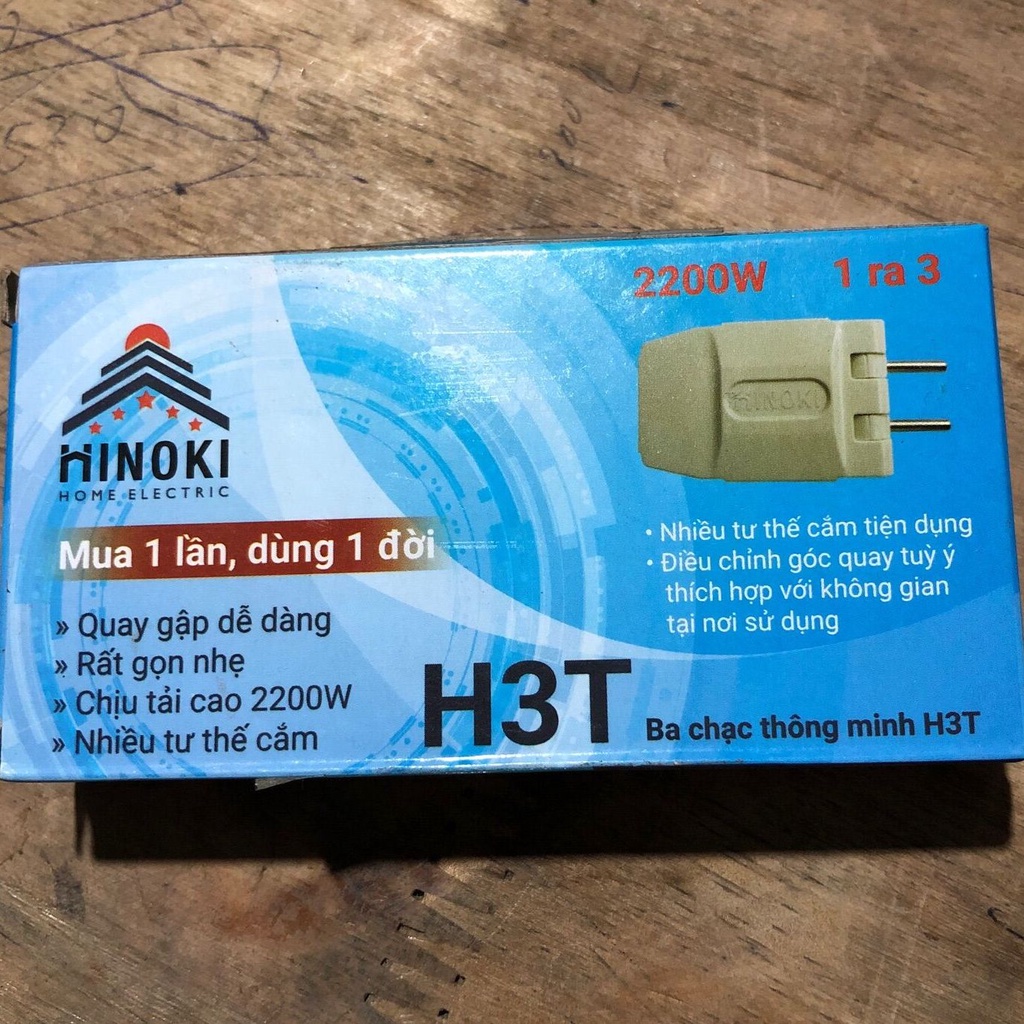 2200W 1 ra 3
HINOKI
HOME ELECTRIC
HINOKI
Mua 1 lần, dùng 1 đời
» Quay gập dễ dàng
» Rất gọn nhẹ
» Chịu tải cao 2200W
» Nhiều tư thế cắm
• Nhiều tư thế cắm tiện dụng
• Điều chỉnh góc quay tuỳ ý
thích hợp với không gian
tại nơi sử dụng
H3T
Ba chạc thông minh H3T